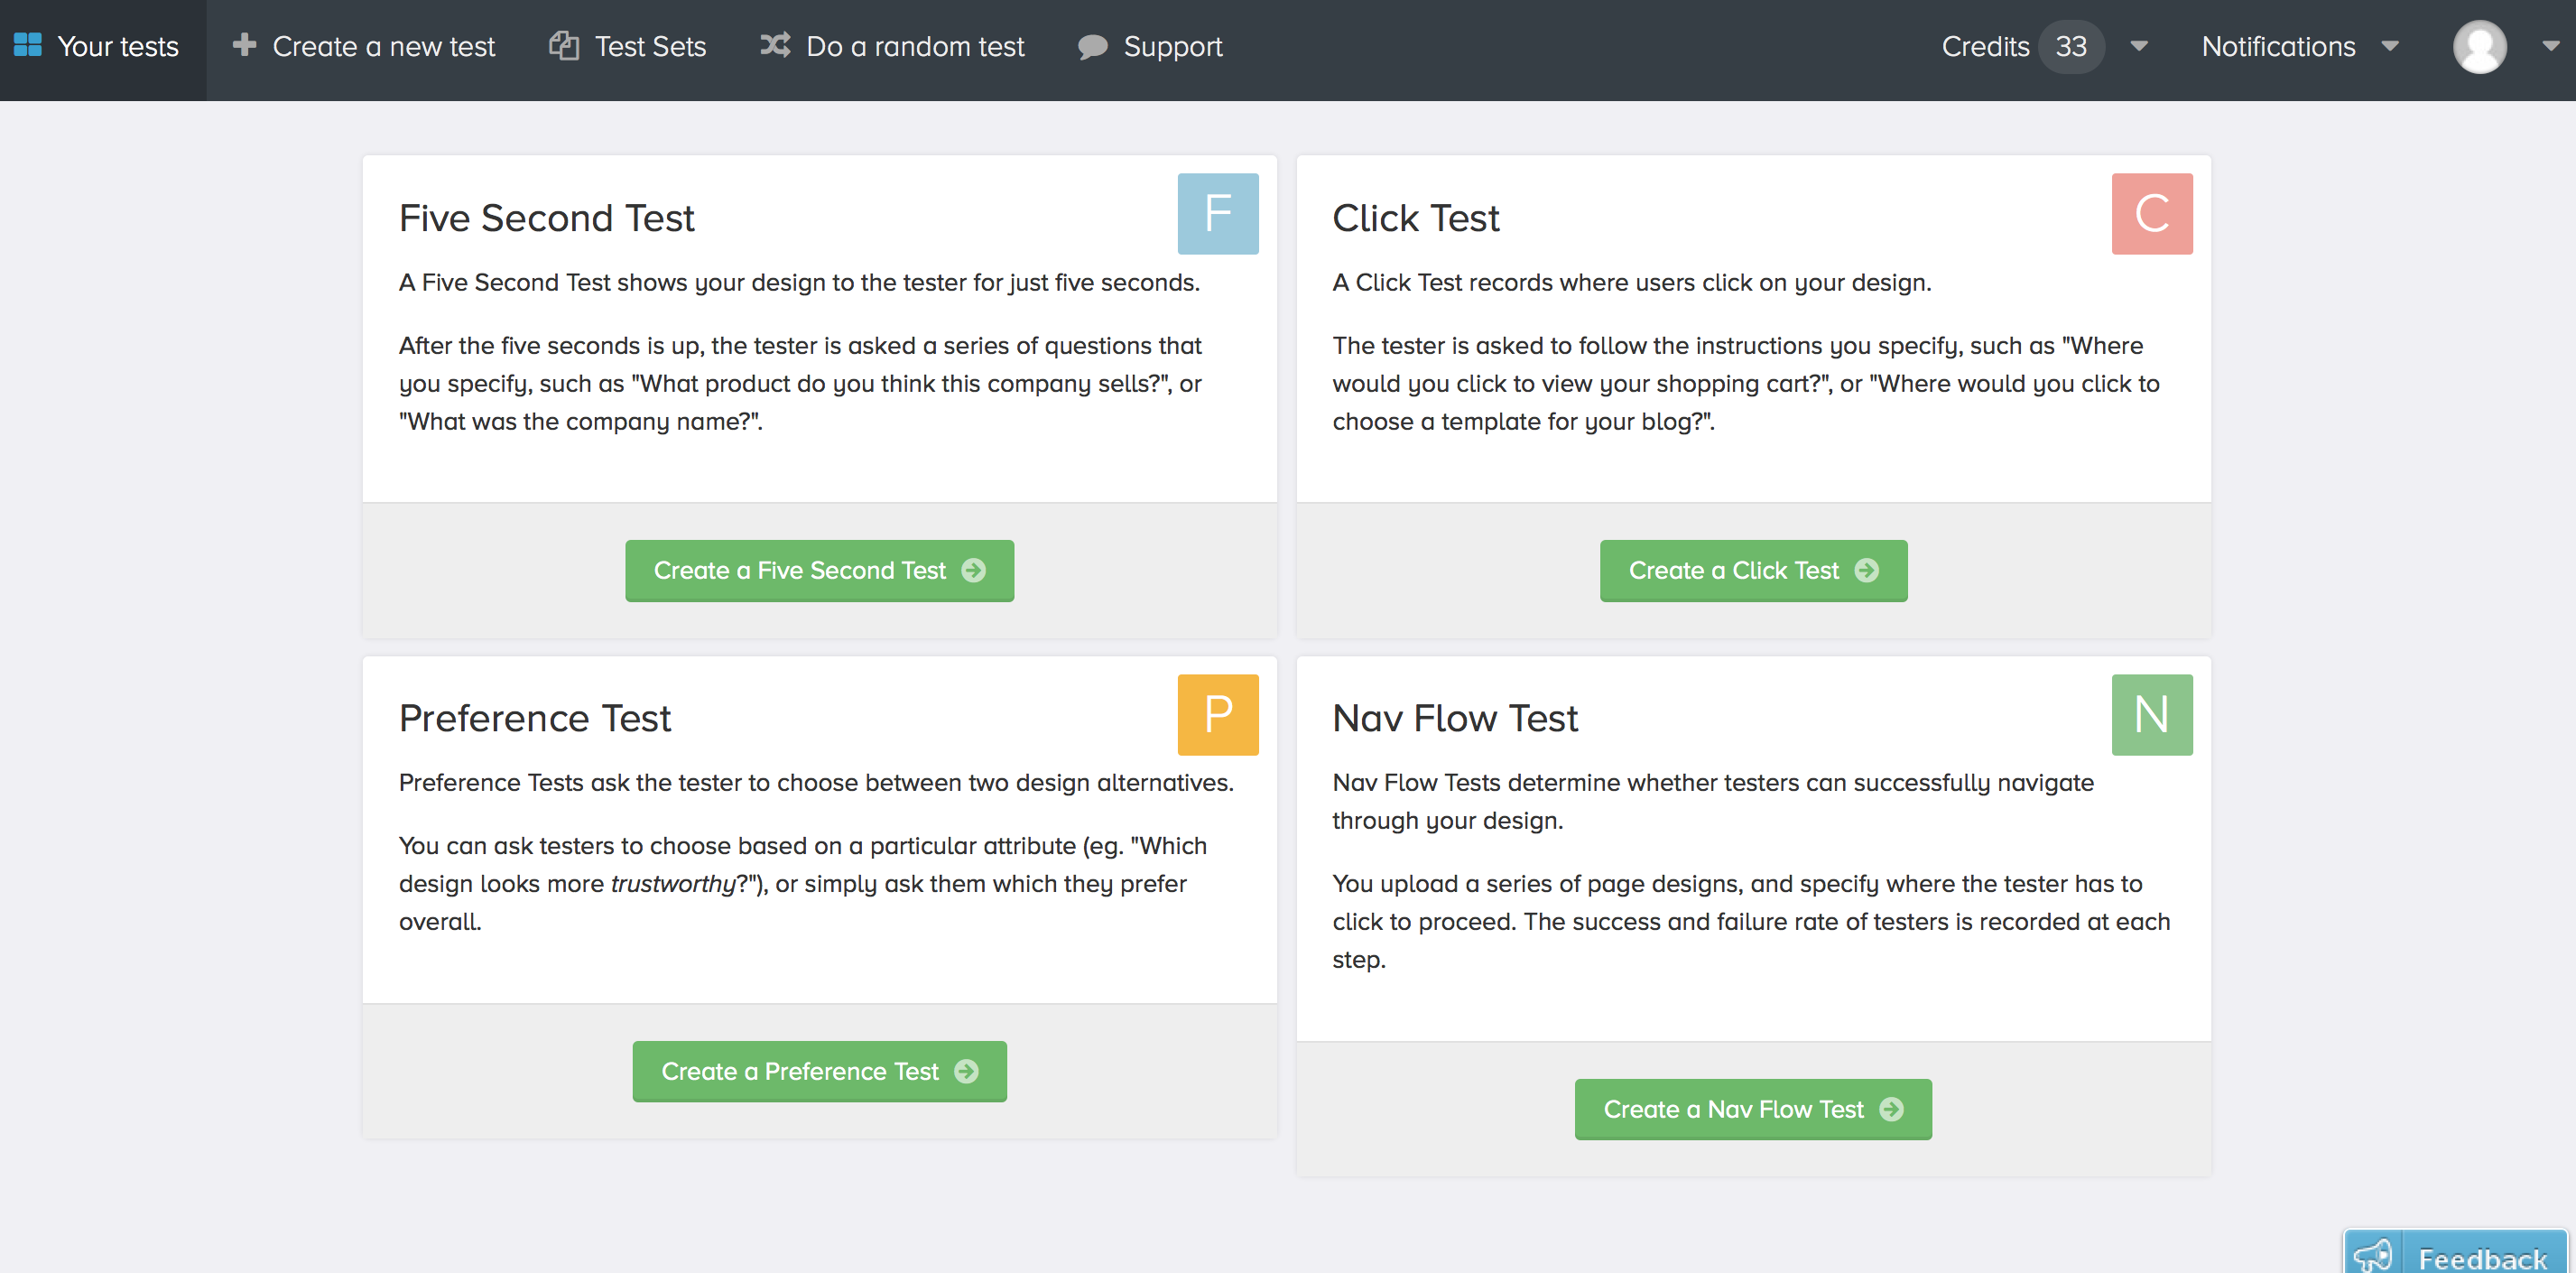 Your tests
Create a new test
Test Sets
Do a random test
Support
Credits 33
Notifications
Five Second Test
F
A Five Second Test shows your design to the tester for just five seconds.
After the five seconds is up, the tester is asked a series of questions that
you specify, such as "What product do you think this company sells?", or
"What was the company name?".
Create a Five Second Test
Click Test
C
A Click Test records where users click on your design.
The tester is asked to follow the instructions you specify, such as "Where
would you click to view your shopping cart?", or "Where would you click to
choose a template for your blog?".
Create a Click Test
Preference Test
P
Preference Tests ask the tester to choose between two design alternatives.
You can ask testers to choose based on a particular attribute (eg. "Which
design looks more trustworthy?"), or simply ask them which they prefer
overall.
Create a Preference Test
Nav Flow Test
N
Nav Flow Tests determine whether testers can successfully navigate
through your design.
You upload a series of page designs, and specify where the tester has to
click to proceed. The success and failure rate of testers is recorded at each
step.
Create a Nav Flow Test
Feedback